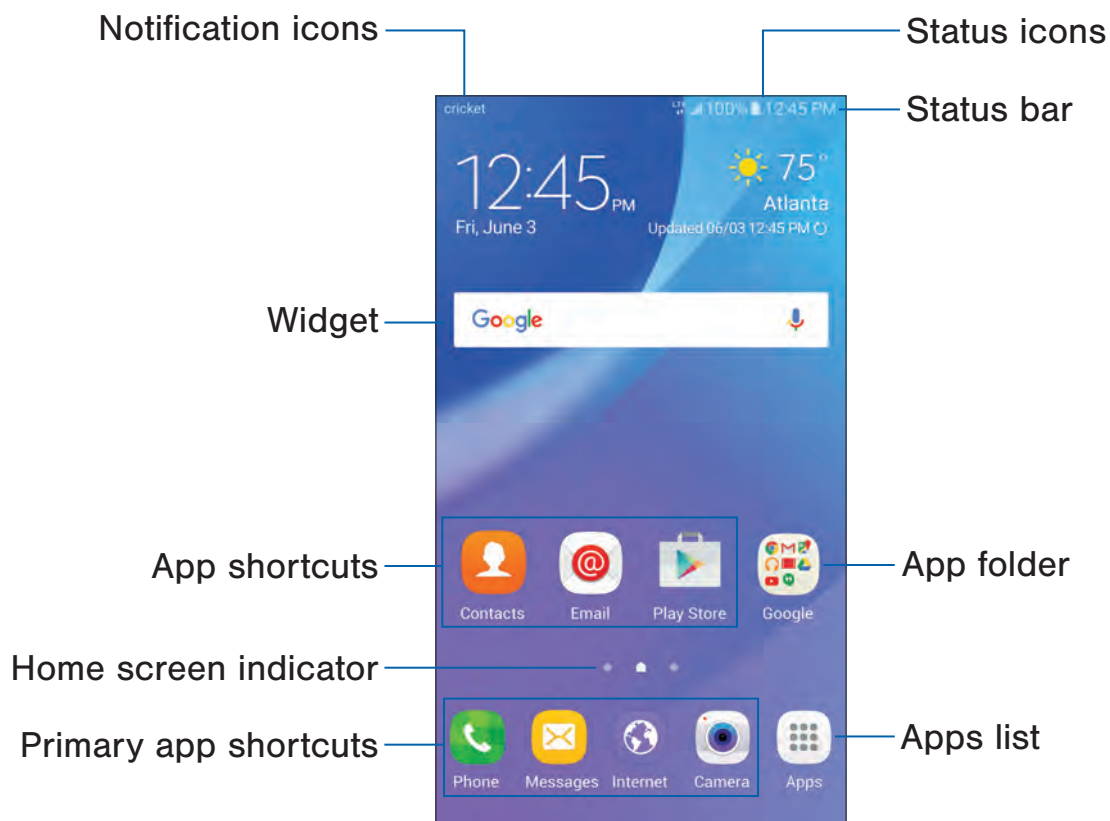 Notification icons
Status icons
cricket
LTE 100% 12:45 PM
Status bar
12:45 PM
75°
Atlanta
Fri, June 3
Updated 06/03 12:45 PM
Widget
Google
App shortcuts
App folder
Contacts
Email
Play Store
Google
Home screen indicator
Primary app shortcuts
Apps list
Phone
Messages
Internet
Camera
Apps